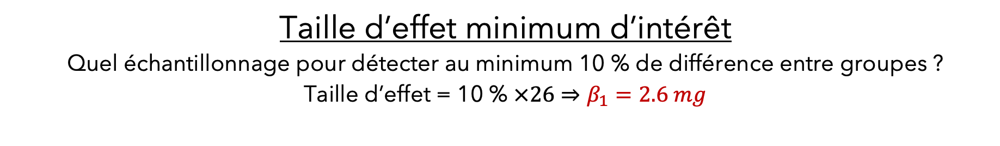 Taille d’effet minimum d’intérêt
Quel échantillonnage pour détecter au minimum 10 % de différence entre groupes ?
Taille d’effet = 10 % ×26 ⇒ β₁ = 2.6 mg